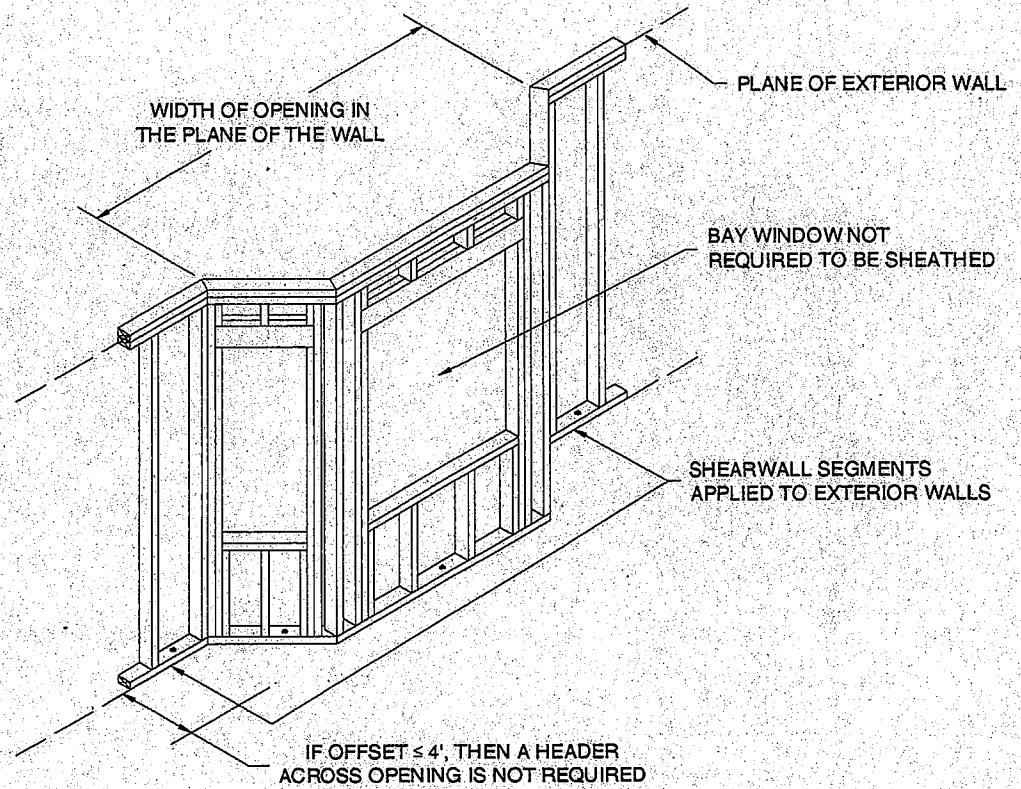 WIDTH OF OPENING IN
THE PLANE OF THE WALL
PLANE OF EXTERIOR WALL
BAY WINDOW NOT
REQUIRED TO BE SHEATHED
SHEARWALL SEGMENTS
APPLIED TO EXTERIOR WALLS
IF OFFSET ≤ 4', THEN A HEADER
ACROSS OPENING IS NOT REQUIRED